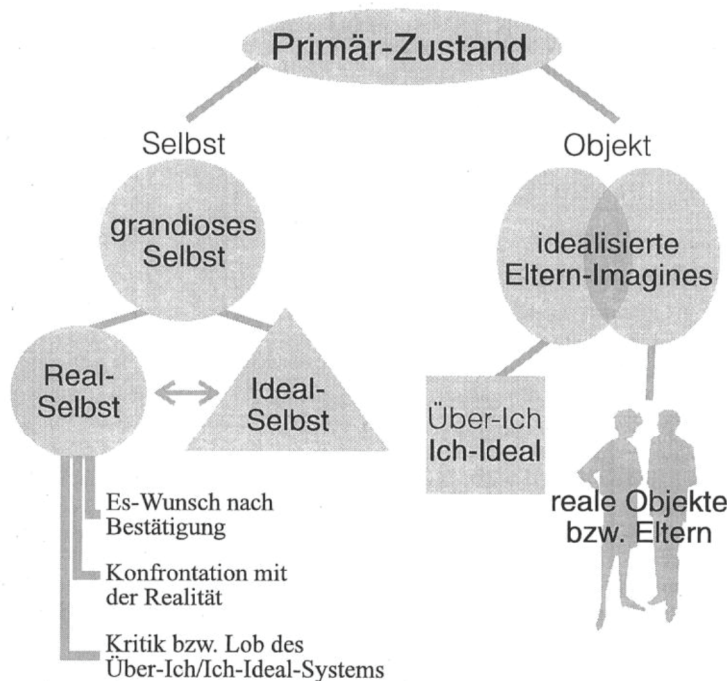 Primär-Zustand
Selbst
Objekt
grandioses
Selbst
idealisierte
Eltern-Imagines
Real-
Selbst
Ideal-
Selbst
Über-Ich
Ich-Ideal
reale Objekte
bzw. Eltern
Es-Wunsch nach
Bestätigung
Konfrontation mit
der Realität
Kritik bzw. Lob des
Über-Ich/Ich-Ideal-Systems